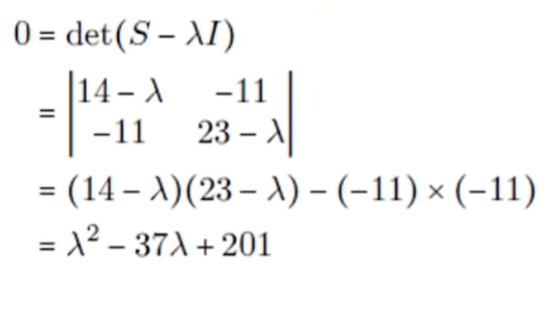 0 = det(S − λI)
= |14 − λ −11|
|−11 23 − λ|
= (14 − λ)(23 − λ) − (−11) × (−11)
= λ² − 37λ + 201